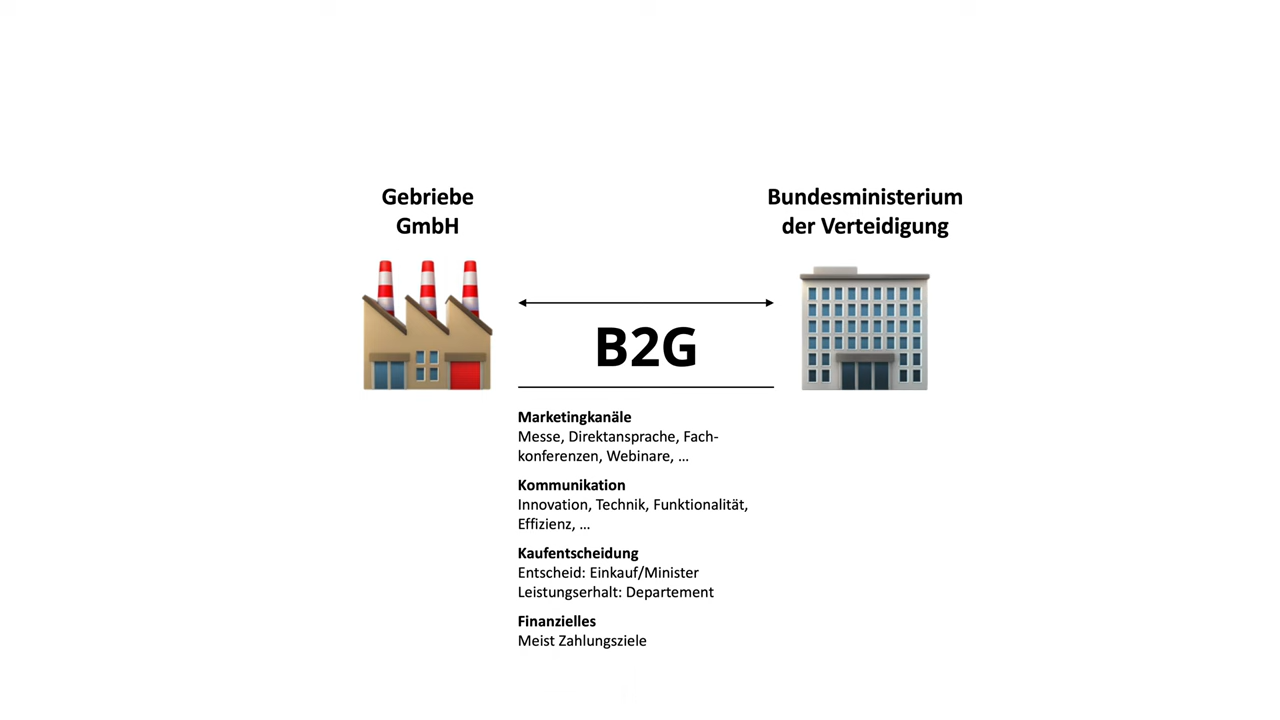 Gebriebe
GmbH
Bundesministerium
der Verteidigung
B2G
Marketingkanäle
Messe, Direktansprache, Fach-
konferenzen, Webinare, ...
Kommunikation
Innovation, Technik, Funktionalität,
Effizienz, ...
Kaufentscheidung
Entscheid: Einkauf/Minister
Leistungserhalt: Departement
Finanzielles
Meist Zahlungsziele